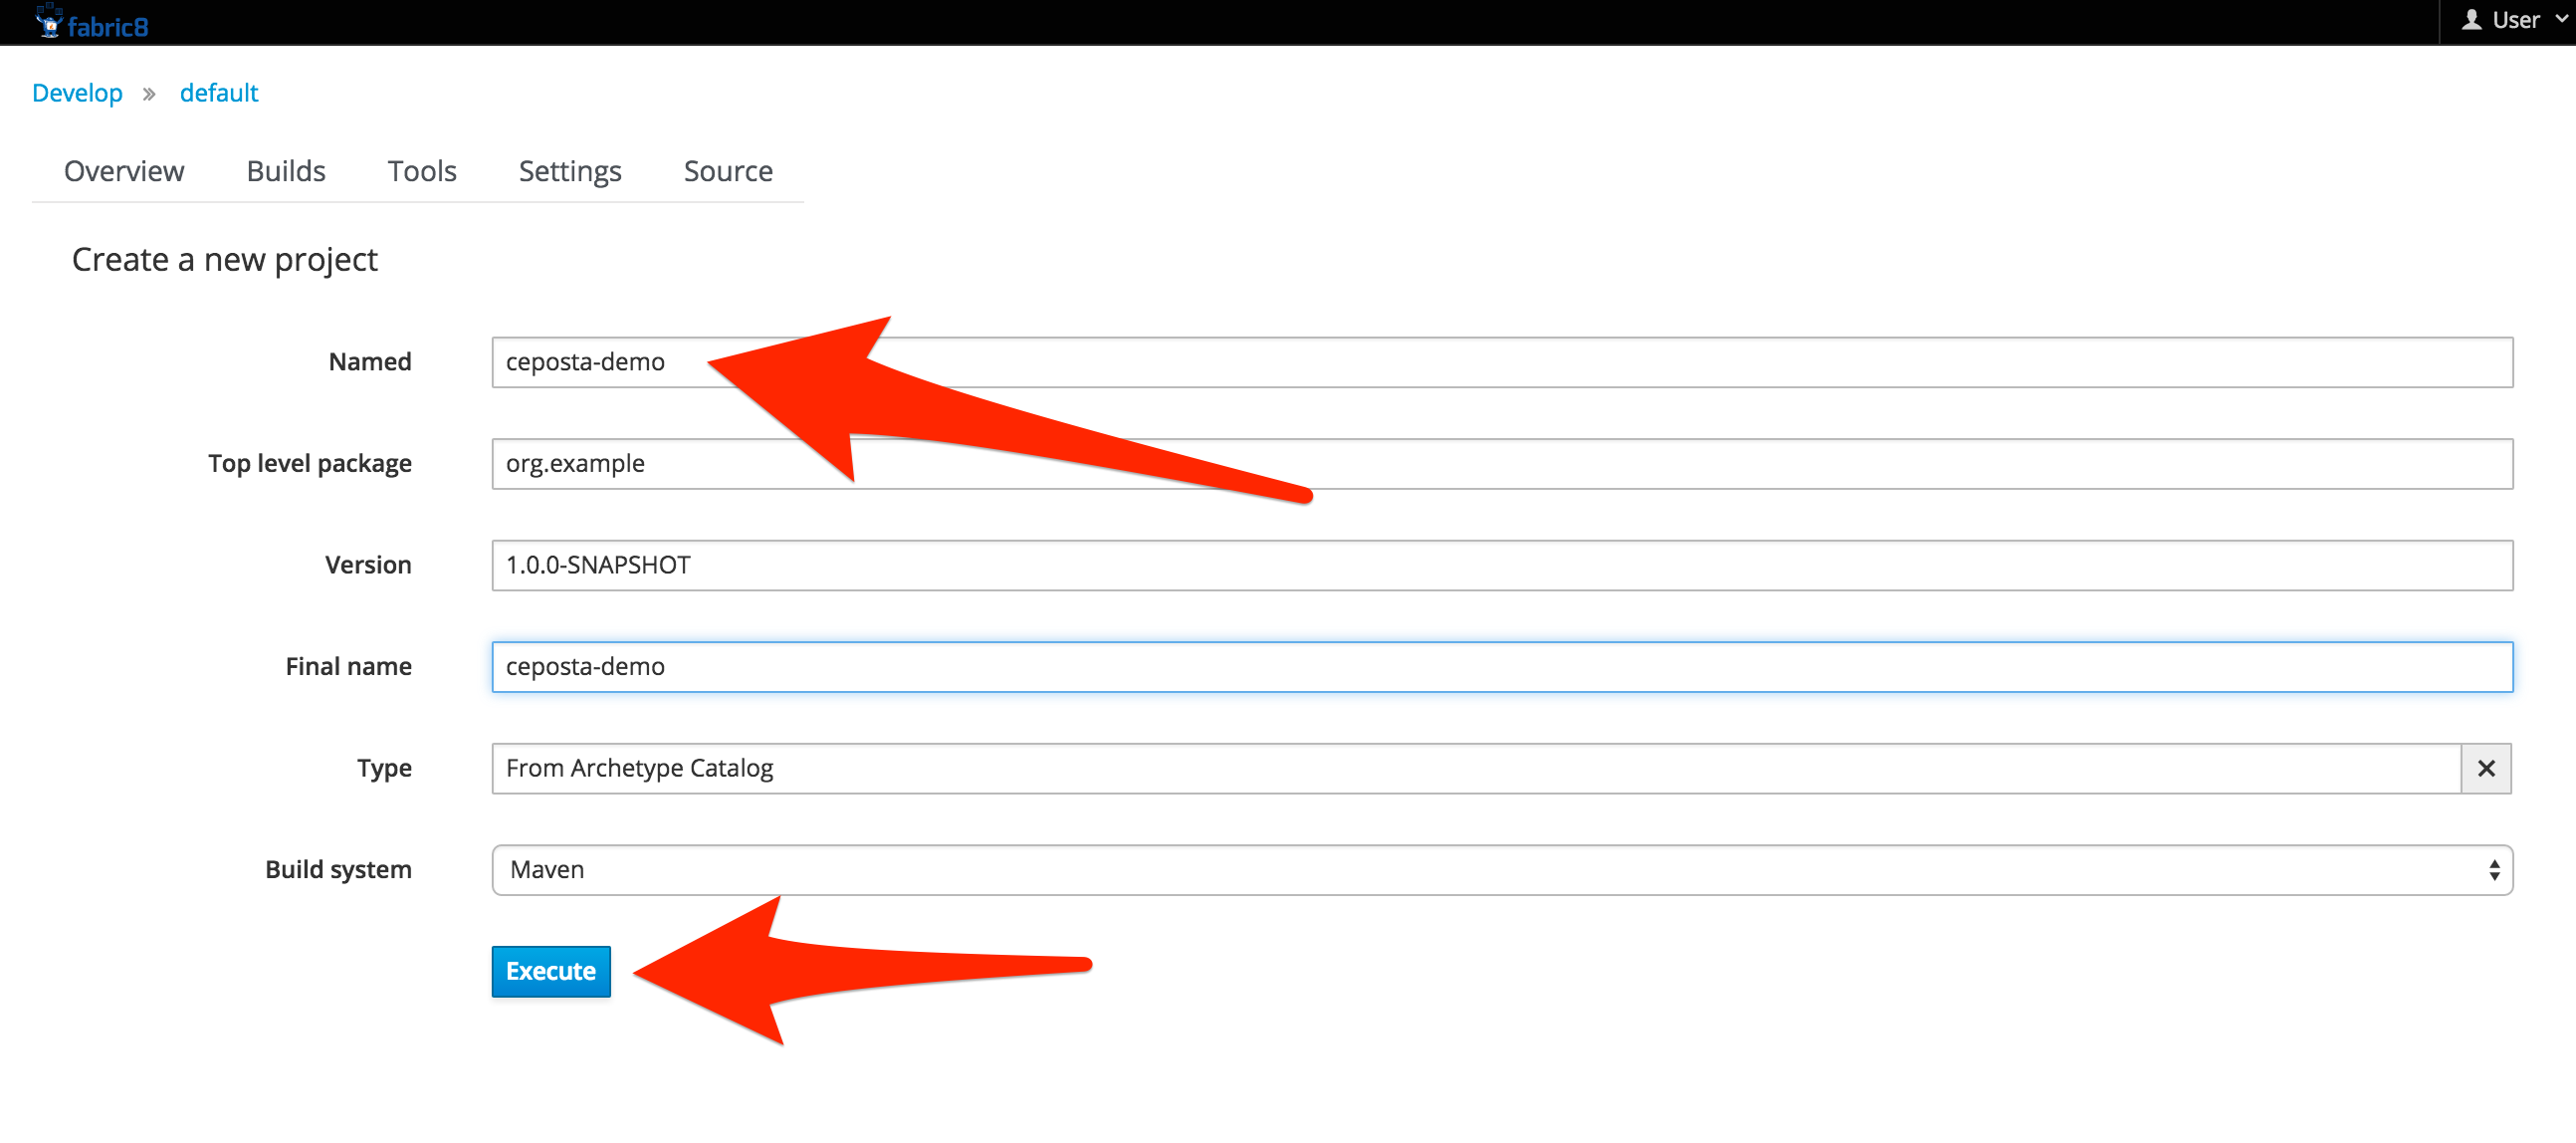 fabric8
User
Develop » default
Overview Builds Tools Settings Source
Create a new project
Named ceposta-demo
Top level package org.example
Version 1.0.0-SNAPSHOT
Final name ceposta-demo
Type From Archetype Catalog
Build system Maven
Execute